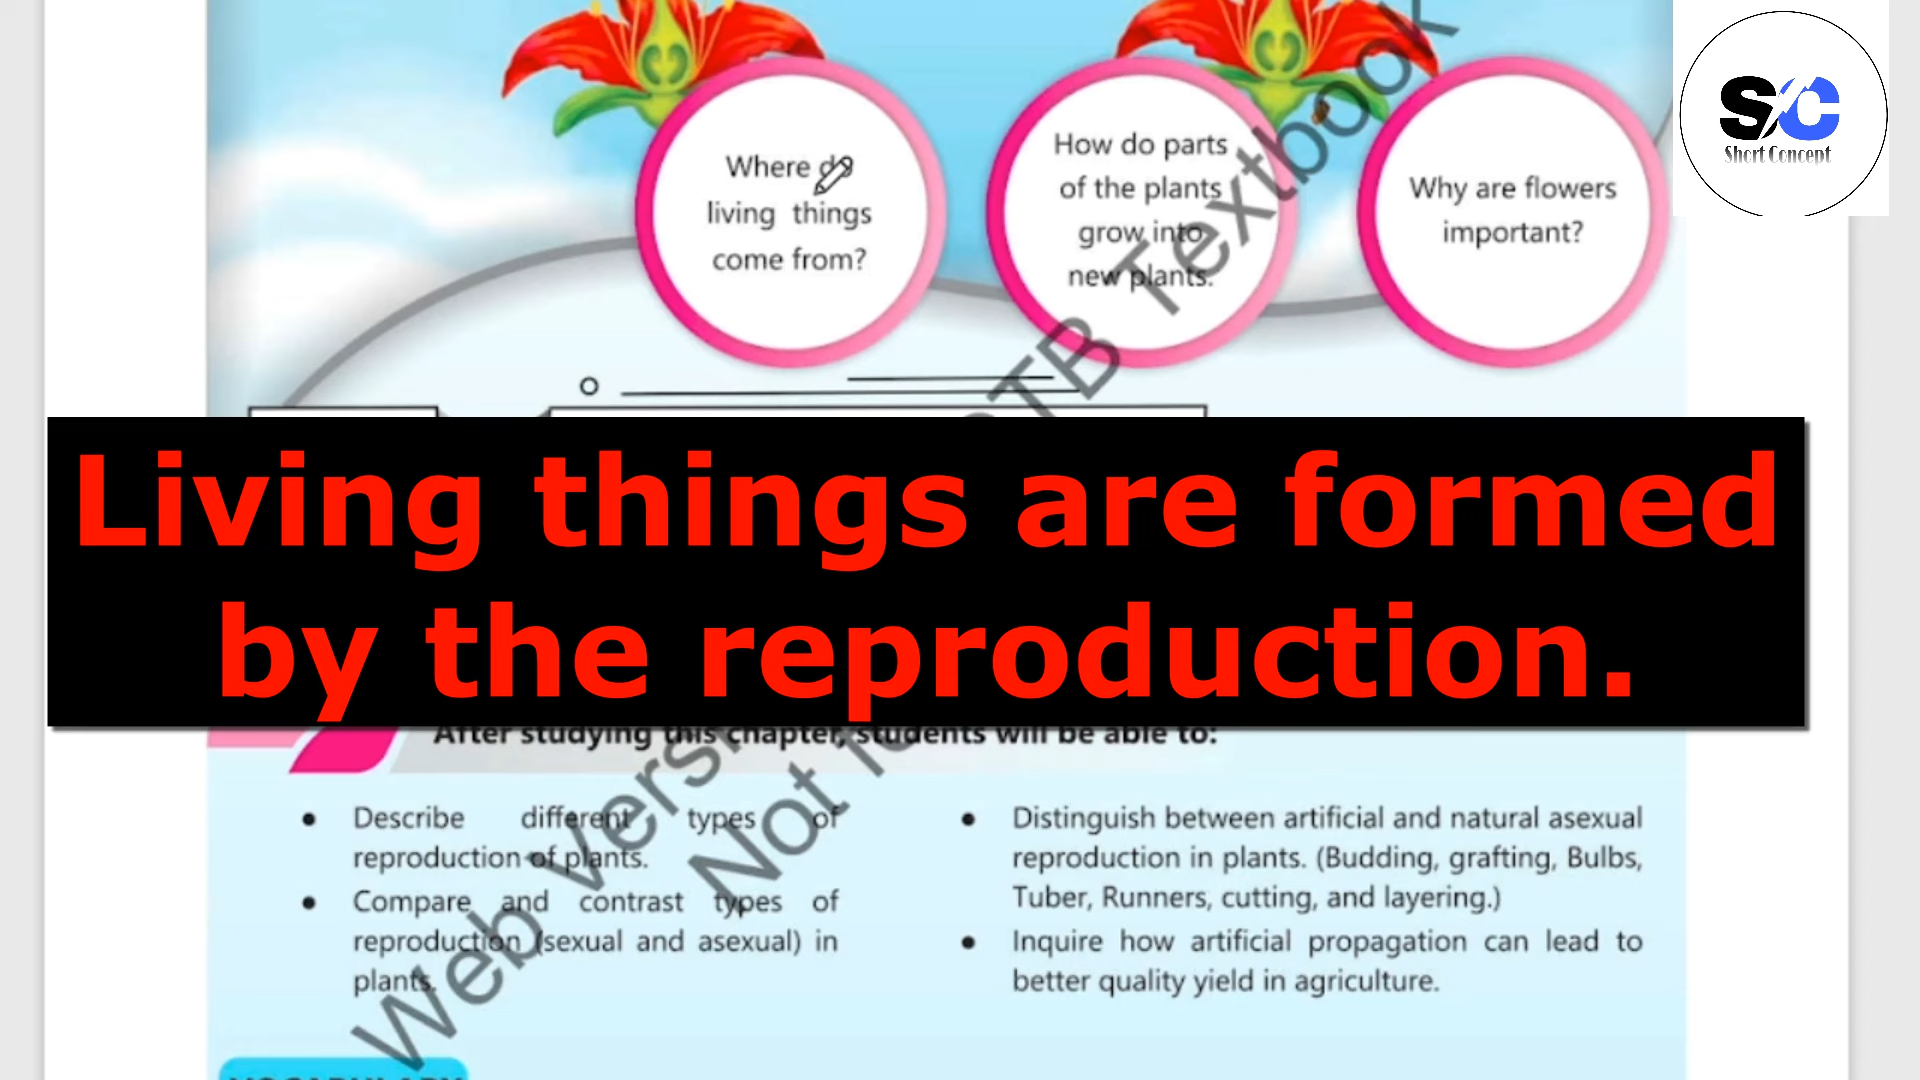 Where do
living things
come from?
How do parts
of the plants
grow into
new plants.
Why are flowers
important?
SC
Short Concept
Living things are formed
by the reproduction.
After studying this chapter, students will be able to:
• Describe different types of
reproduction of plants.
• Compare and contrast types of
reproduction (sexual and asexual) in
plants.
• Distinguish between artificial and natural asexual
reproduction in plants. (Budding, grafting, Bulbs,
Tuber, Runners, cutting, and layering.)
• Inquire how artificial propagation can lead to
better quality yield in agriculture.
VOCABULARY
Web Versi
Not
TB Textbook